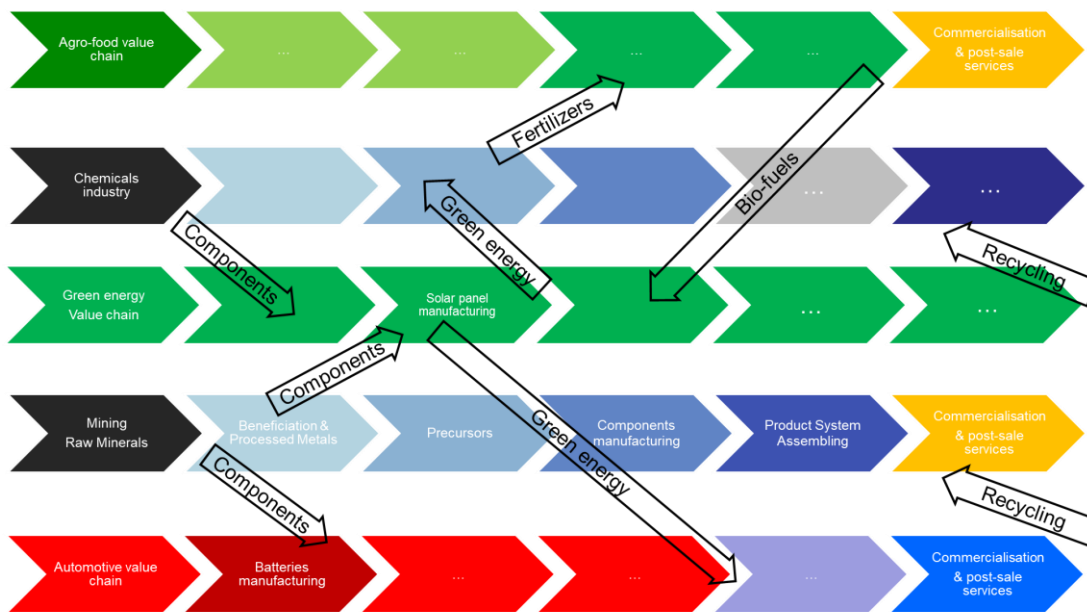 Agro-food value
chain
...
...
...
...
Commercialisation
& post-sale
services
Fertilizers
Bio-fuels
Chemicals
industry
...
...
Components
Green energy
Recycling
Green energy
Value chain
Solar panel
manufacturing
...
...
...
Components
Green energy
Mining
Raw Minerals
Beneficiation &
Processed Metals
Precursors
Components
manufacturing
Product System
Assembling
Commercialisation
& post-sale
services
Components
Recycling
Automotive value
chain
Batteries
manufacturing
...
...
...
Commercialisation
& post-sale
services